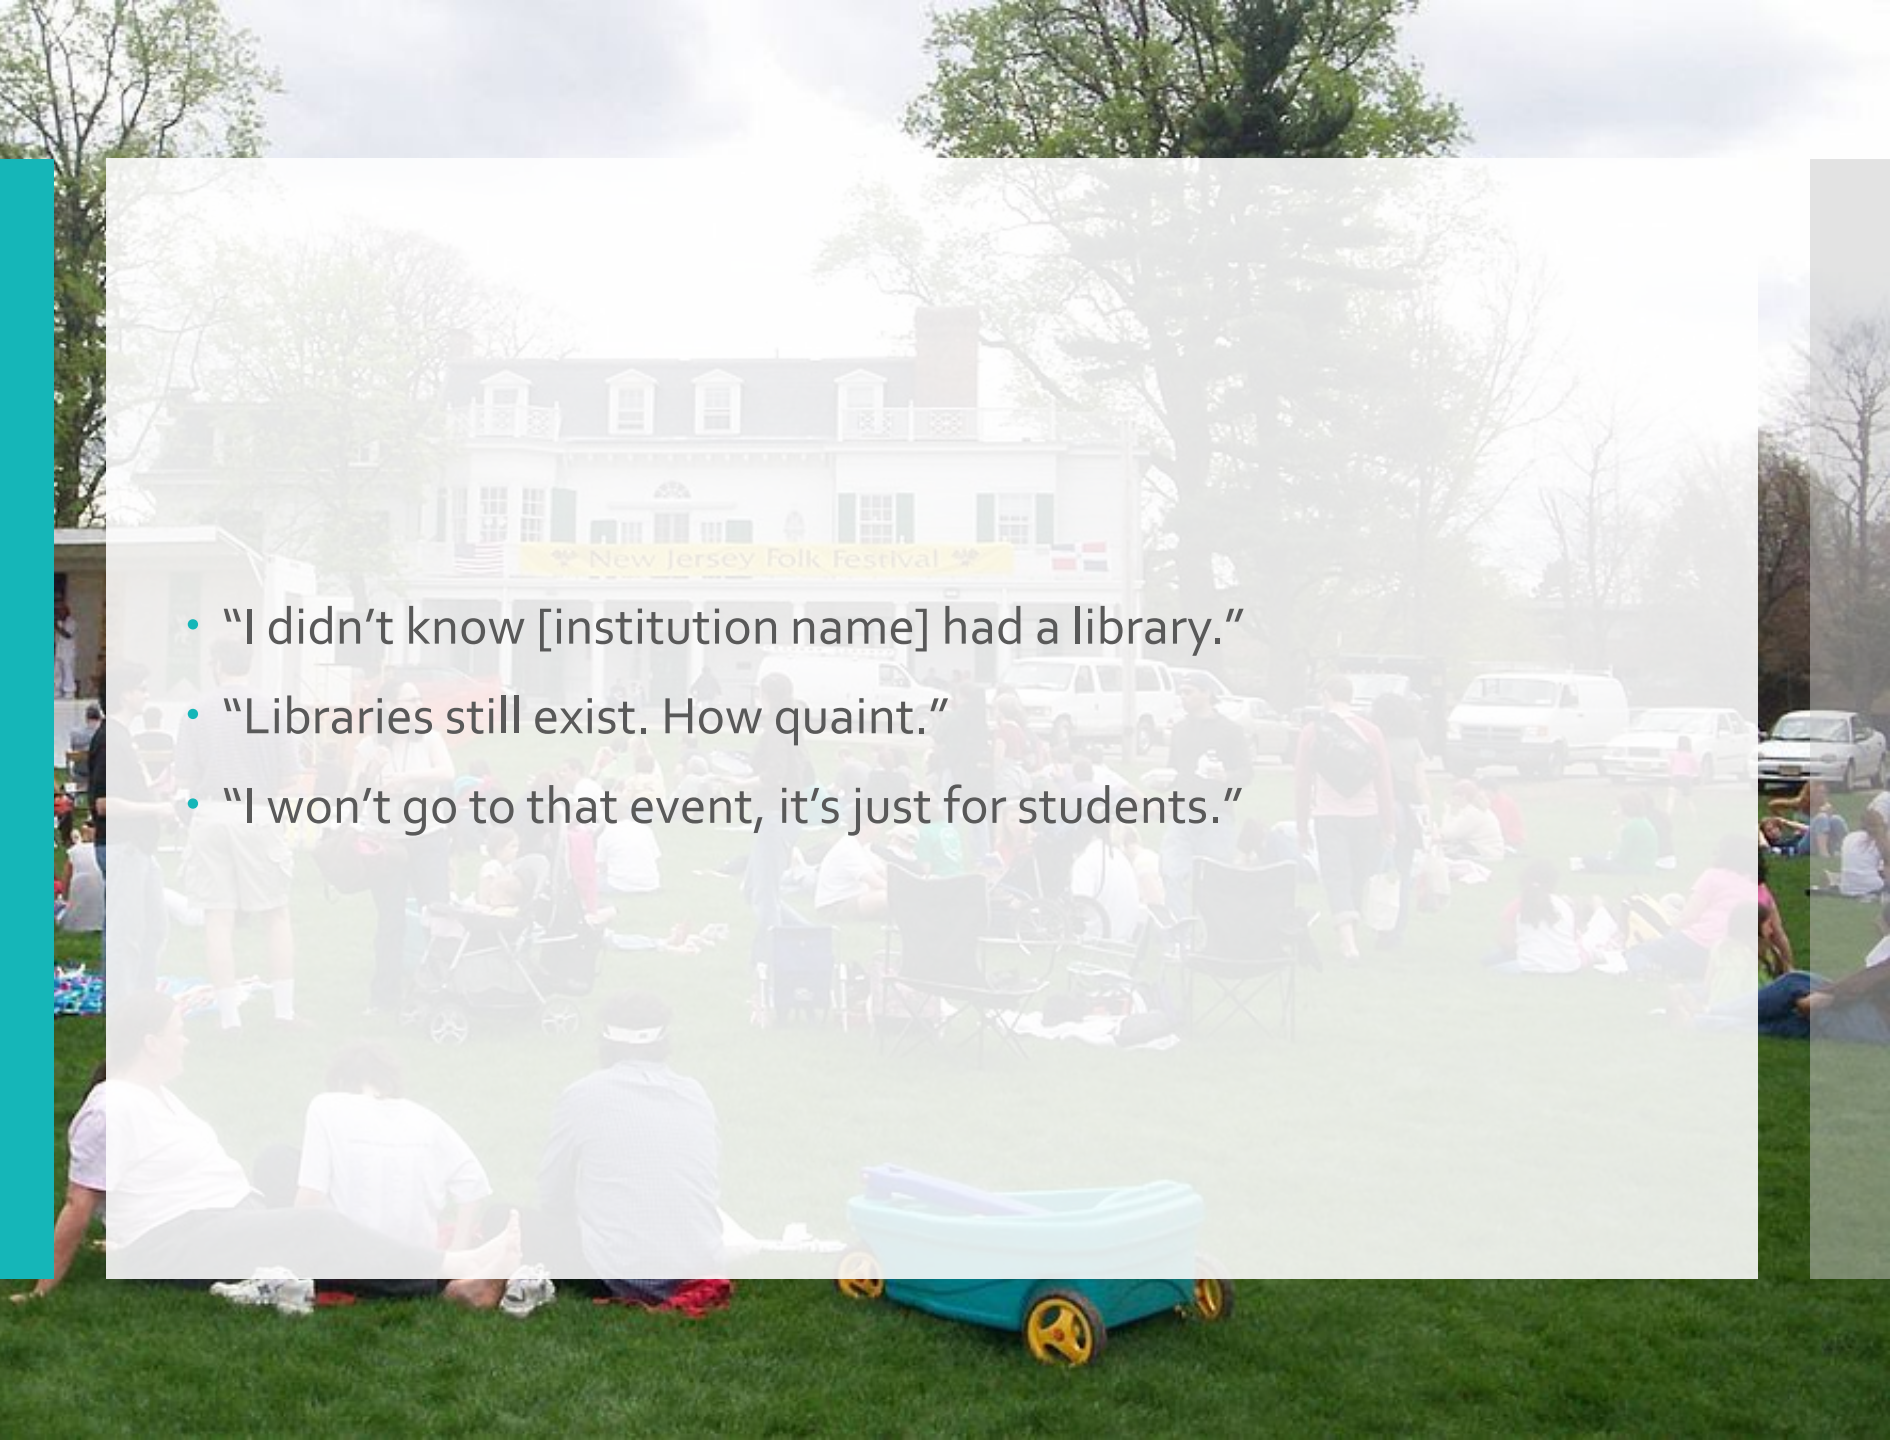 New Jersey Folk Festival
• “I didn’t know [institution name] had a library.”
• “Libraries still exist. How quaint.”
• “I won’t go to that event, it’s just for students.”